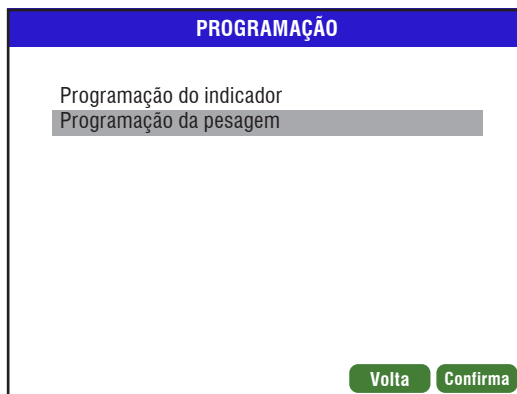 PROGRAMAÇÃO
Programação do indicador
Programação da pesagem
Volta Confirma